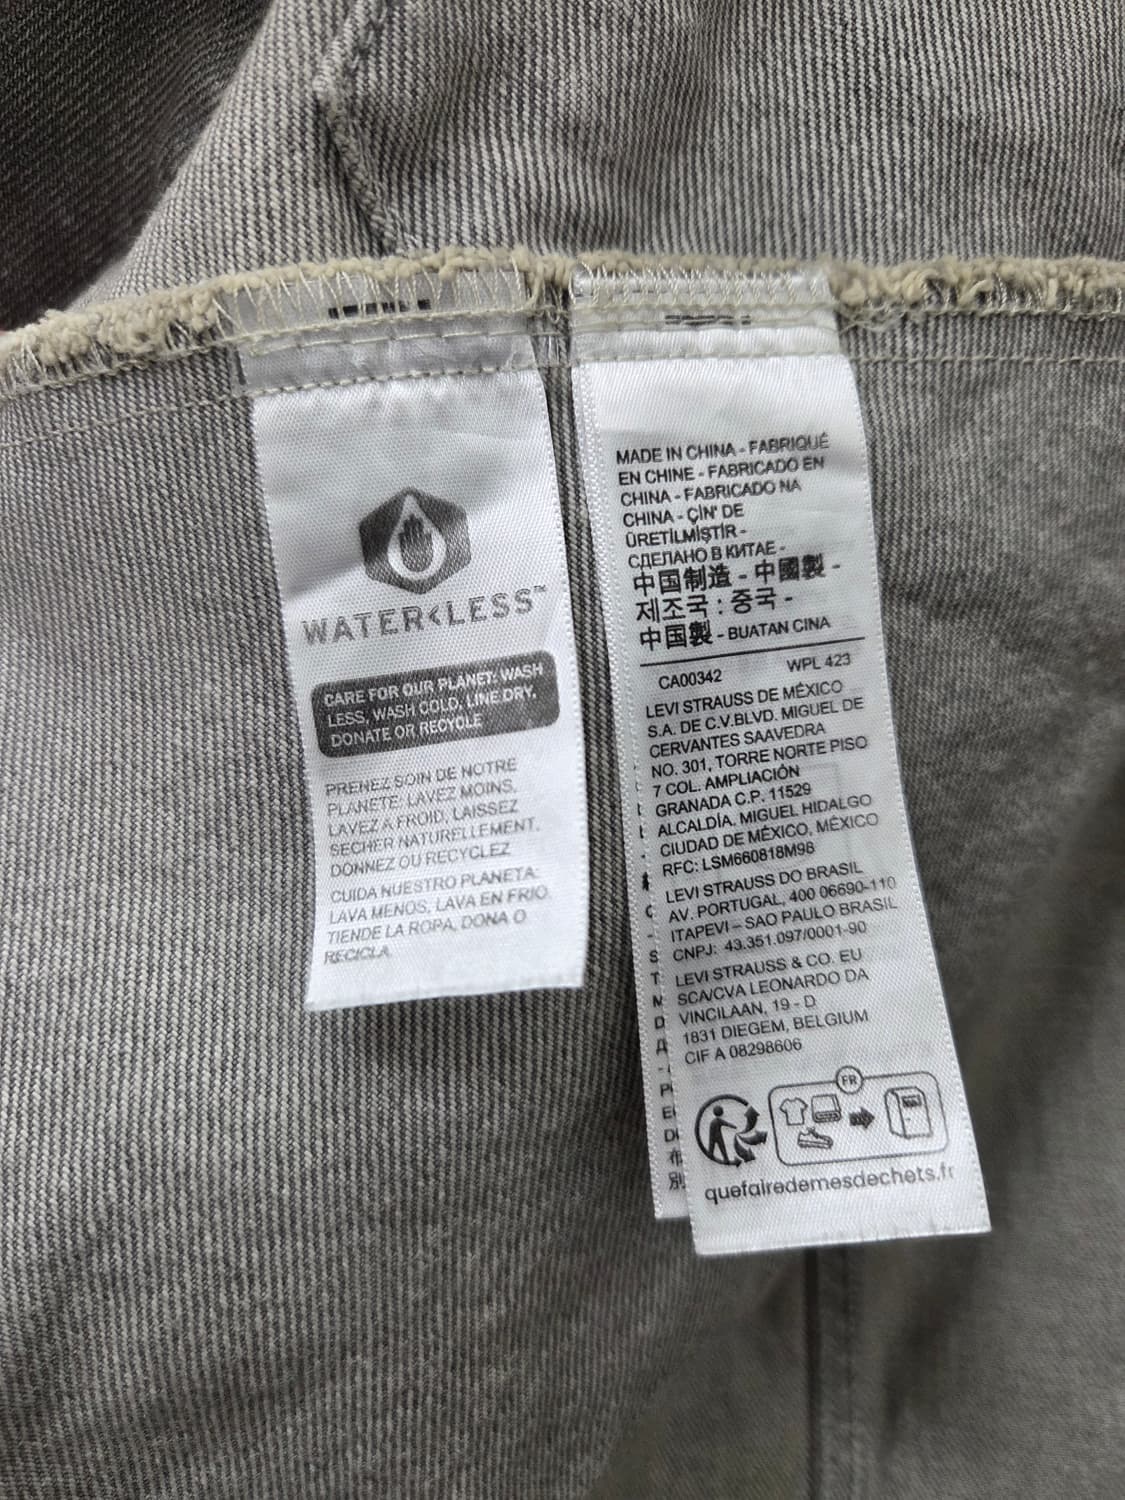 WATER<LESS™
CARE FOR OUR PLANET: WASH
LESS, WASH COLD, LINE DRY,
DONATE OR RECYCLE
PRENEZ SOIN DE NOTRE
PLANETE: LAVEZ MOINS,
LAVEZ A FROID, LAISSEZ
SECHER NATURELLEMENT,
DONNEZ OU RECYCLEZ
CUIDA NUESTRO PLANETA:
LAVA MENOS, LAVA EN FRIO,
TIENDE LA ROPA, DONA O
RECICLA.
MADE IN CHINA - FABRIQUÉ
EN CHINE - FABRICADO EN
CHINA - FABRICADO NA
CHINA - ÇİN' DE
ÜRETİLMİŞTİR -
СДЕЛАНО В КИТАЕ -
中国制造 - 中國製 -
제조국 : 중국 -
中国製 - BUATAN CINA
CA00342 WPL 423
LEVI STRAUSS DE MÉXICO
S.A. DE C.V.BLVD. MIGUEL DE
CERVANTES SAAVEDRA
NO. 301, TORRE NORTE PISO
7 COL. AMPLIACIÓN
GRANADA C.P. 11529
ALCALDÍA. MIGUEL HIDALGO
CIUDAD DE MÉXICO, MÉXICO
RFC: LSM660818M98
LEVI STRAUSS DO BRASIL
AV. PORTUGAL, 400 06690-110
ITAPEVI – SAO PAULO BRASIL
CNPJ: 43.351.097/0001-90
LEVI STRAUSS & CO. EU
SCA/CVA LEONARDO DA
VINCILAAN, 19 - D
1831 DIEGEM, BELGIUM
CIF A 08298606
FR
quefairedemesdechets.fr